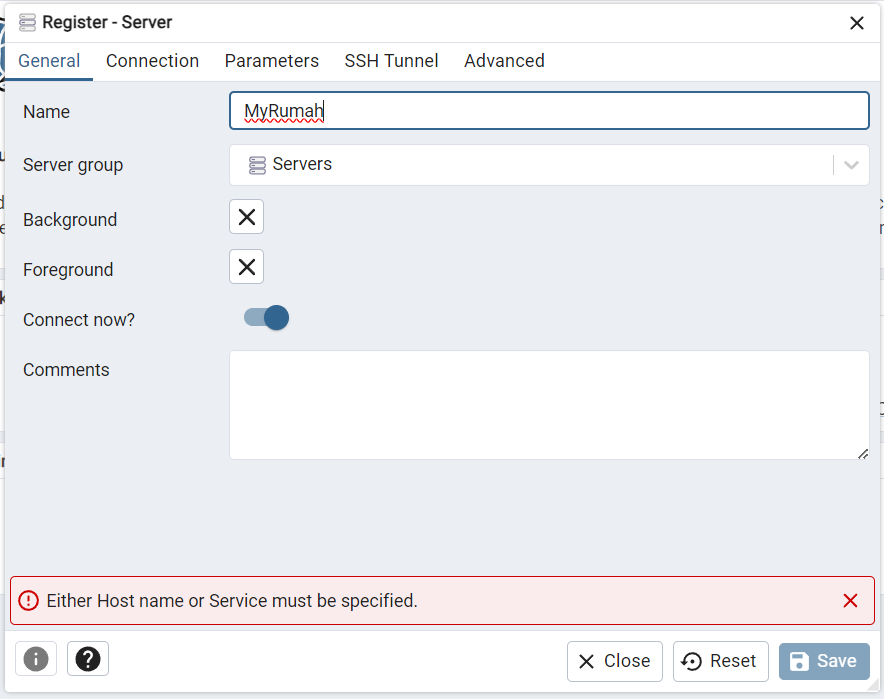 Register - Server
General Connection Parameters SSH Tunnel Advanced
Name MyRumah
Server group Servers
Background
Foreground
Connect now?
Comments
Either Host name or Service must be specified.
Close Reset Save